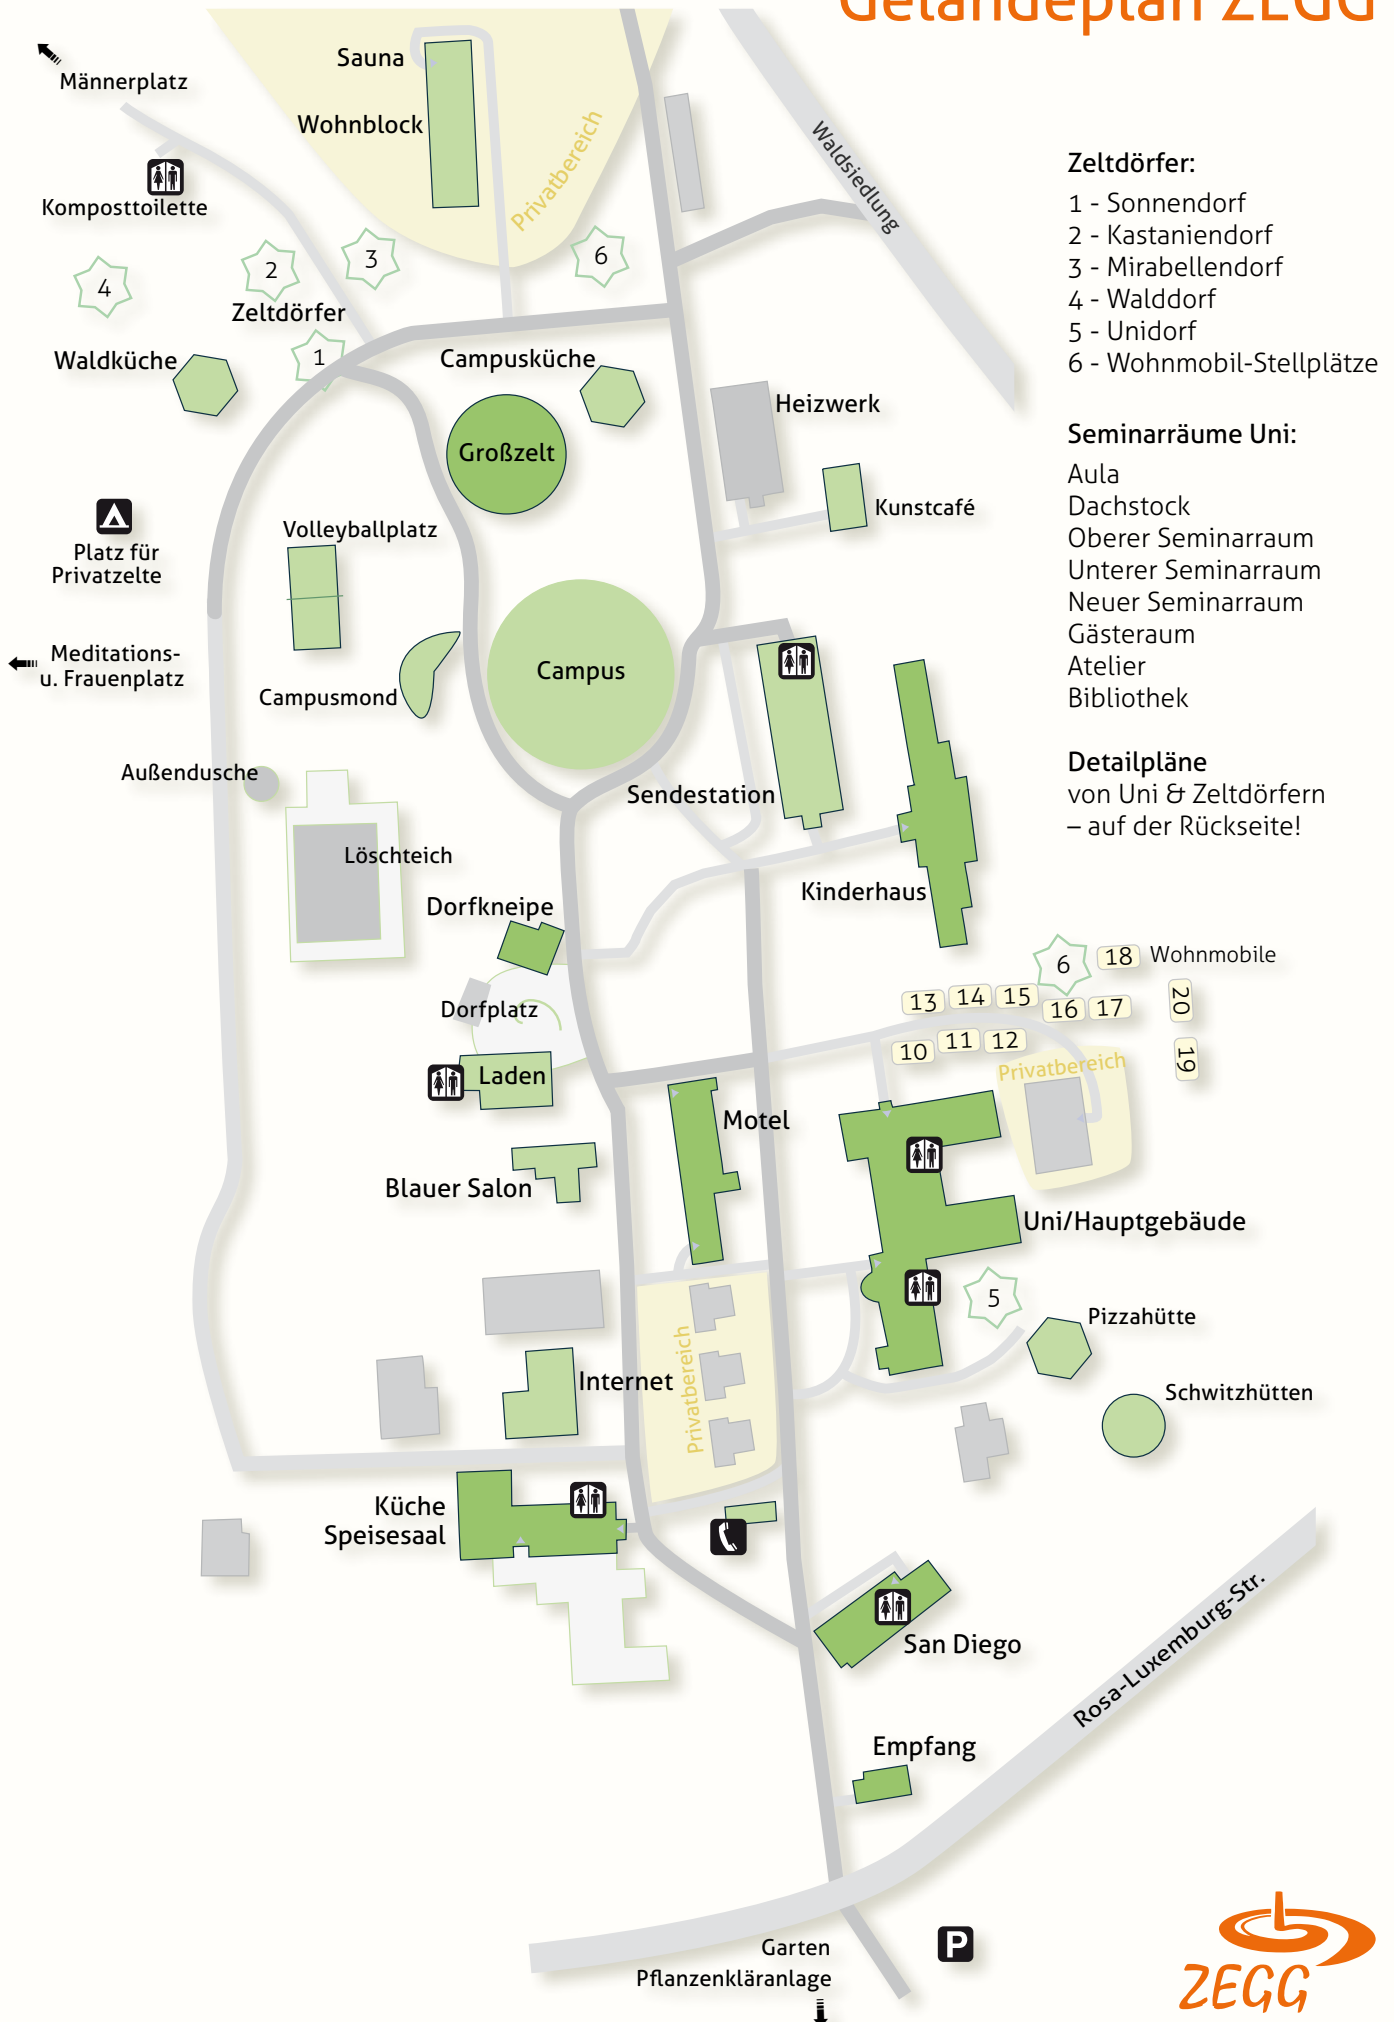 Geländeplan ZEGG
Sauna
Männerplatz
Wohnblock
Privatbereich
Waldsiedlung
Komposttoilette
4
2
3
6
Zeltdörfer
1
Waldküche
Campusküche
Großzelt
Heizwerk
Kunstcafé
Zeltdörfer:
1 - Sonnendorf
2 - Kastaniendorf
3 - Mirabellendorf
4 - Walddorf
5 - Unidorf
6 - Wohnmobil-Stellplätze
Seminarräume Uni:
Aula
Dachstock
Oberer Seminarraum
Unterer Seminarraum
Neuer Seminarraum
Gästeraum
Atelier
Bibliothek
Detailpläne
von Uni & Zeltdörfern
– auf der Rückseite!
Platz für
Privatzelte
Volleyballplatz
Meditations-
u. Frauenplatz
Campusmond
Campus
Außendusche
Sendestation
Löschteich
Kinderhaus
Dorfkneipe
Dorfplatz
6
18
Wohnmobile
13
14
15
16
17
20
10
11
12
19
Privatbereich
Laden
Motel
Blauer Salon
Uni/Hauptgebäude
5
Pizzahütte
Privatbereich
Internet
Schwitzhütten
Küche
Speisesaal
San Diego
Rosa-Luxemburg-Str.
Empfang
Garten
Pflanzenkläranlage
P
ZEGG